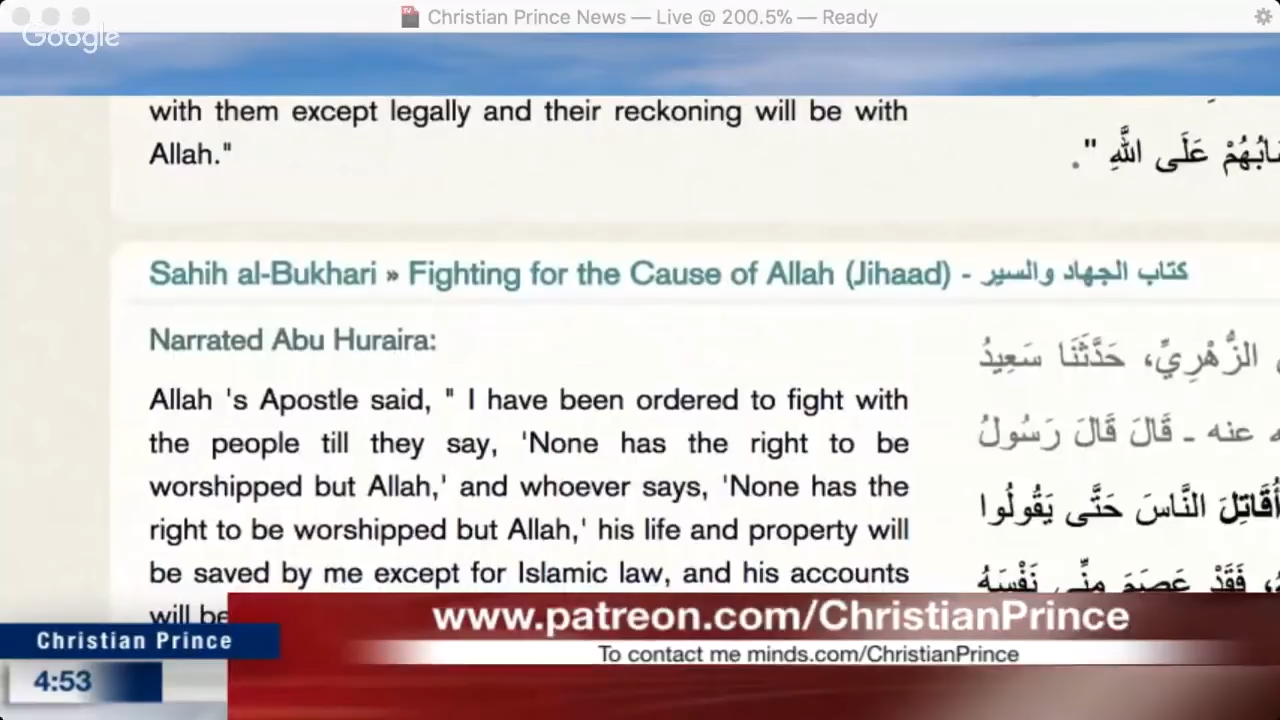 Christian Prince News — Live @ 200.5% — Ready
Google
with them except legally and their reckoning will be with
Allah."
عَلَى اللَّهِ ".
Sahih al-Bukhari » Fighting for the Cause of Allah (Jihaad) - كتاب الجهاد والسير
Narrated Abu Huraira:
الزُّهْرِيِّ، حَدَّثَنَا سَعِيدُ
Allah 's Apostle said, " I have been ordered to fight with
the people till they say, 'None has the right to be
عنه ـ قَالَ قَالَ رَسُولُ
worshipped but Allah,' and whoever says, 'None has the
أُقَاتِلَ النَّاسَ حَتَّى يَقُولُوا
right to be worshipped but Allah,' his life and property will
be saved by me except for Islamic law, and his accounts
فَقَدْ عَصَمَ مِنِّي نَفْسَهُ
will be
www.patreon.com/ChristianPrince
Christian Prince
To contact me minds.com/ChristianPrince
4:53